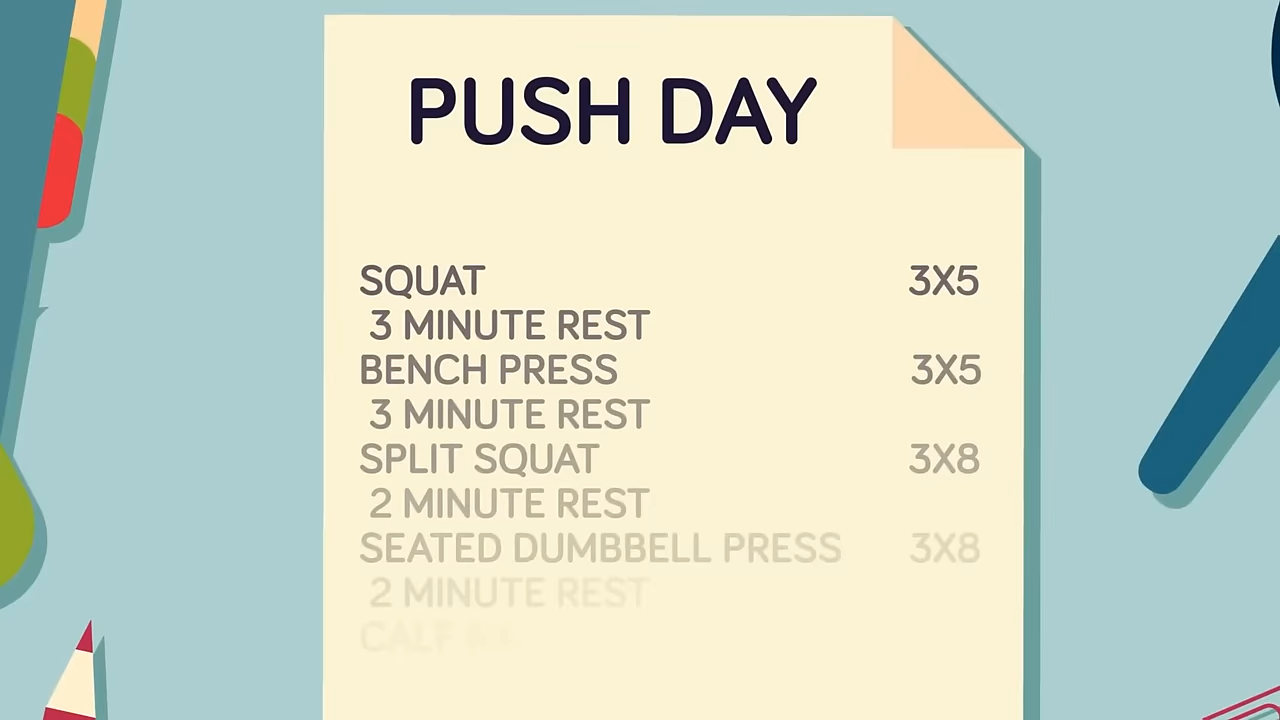 PUSH DAY
SQUAT 3X5
3 MINUTE REST
BENCH PRESS 3X5
3 MINUTE REST
SPLIT SQUAT 3X8
2 MINUTE REST
SEATED DUMBBELL PRESS 3X8
2 MINUTE REST
CALF